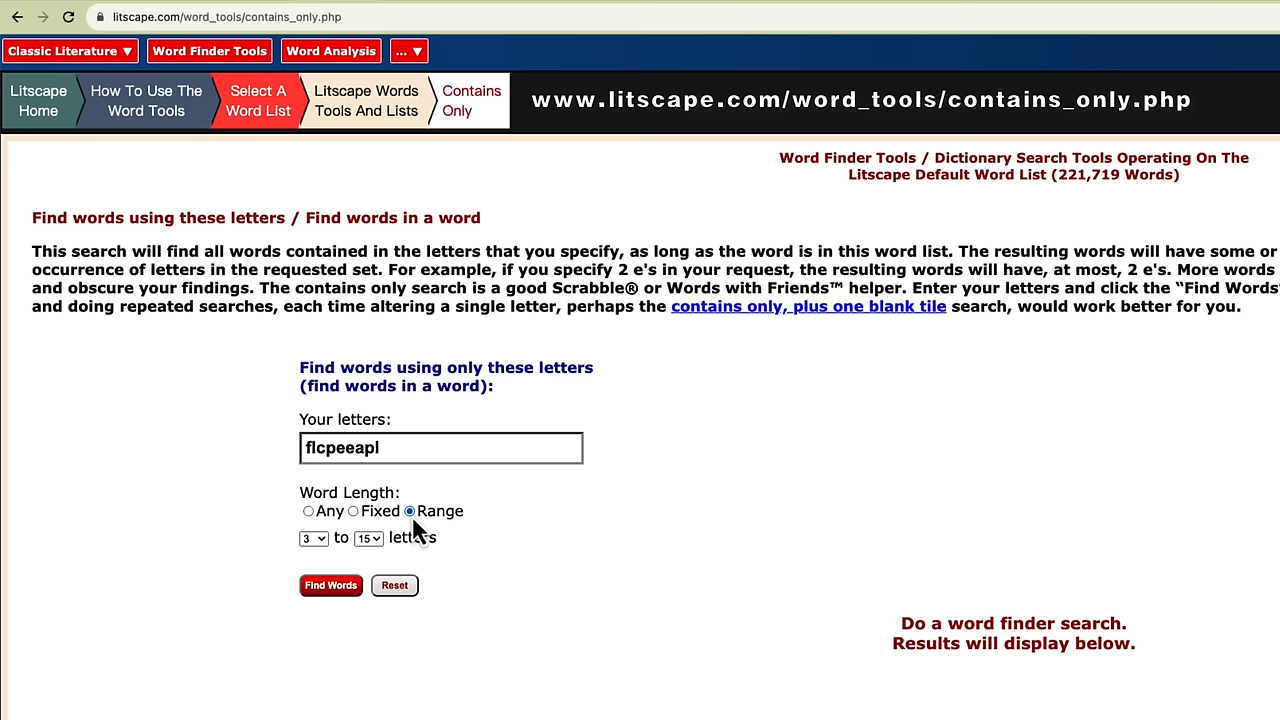 litscape.com/word_tools/contains_only.php
Classic Literature ▼ Word Finder Tools Word Analysis ... ▼
Litscape Home How To Use The Word Tools Select A Word List Litscape Words Tools And Lists Contains Only www.litscape.com/word_tools/contains_only.php
Word Finder Tools / Dictionary Search Tools Operating On The
Litscape Default Word List (221,719 Words)
Find words using these letters / Find words in a word
This search will find all words contained in the letters that you specify, as long as the word is in this word list. The resulting words will have some or
occurrence of letters in the requested set. For example, if you specify 2 e's in your request, the resulting words will have, at most, 2 e's. More words
and obscure your findings. The contains only search is a good Scrabble® or Words with Friends™ helper. Enter your letters and click the “Find Words”
and doing repeated searches, each time altering a single letter, perhaps the contains only, plus one blank tile search, would work better for you.
Find words using only these letters
(find words in a word):
Your letters:
flcpeeapl
Word Length:
Any Fixed Range
3 to 15 letters
Find Words Reset
Do a word finder search.
Results will display below.